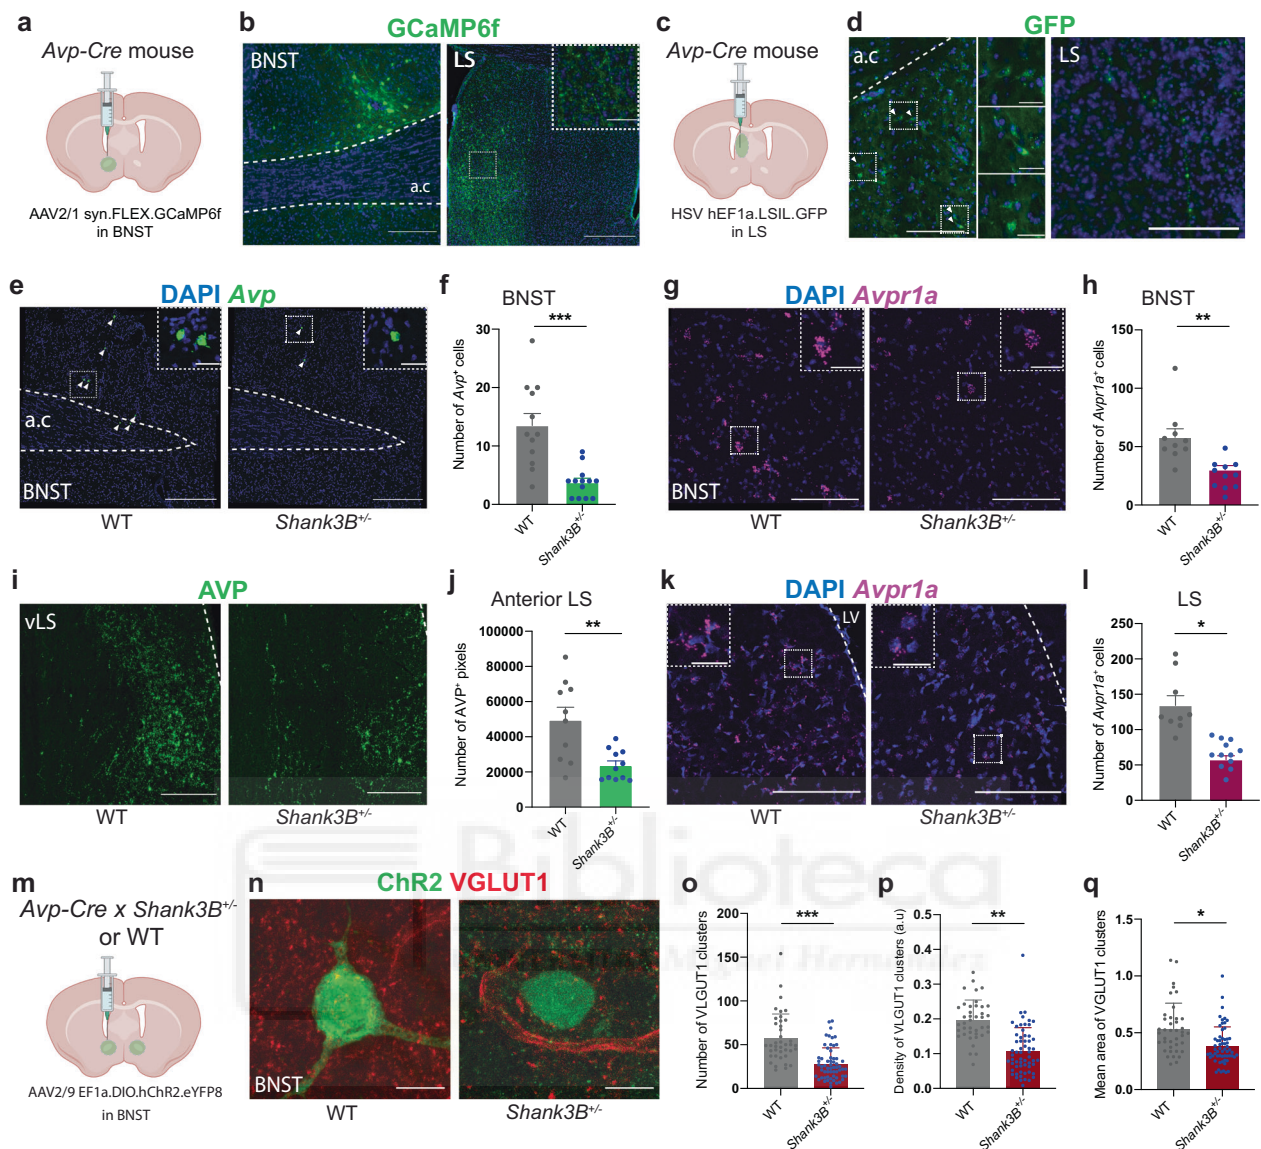 a
Avp-Cre mouse
AAV2/1 syn.FLEX.GCaMP6f
in BNST
b
GCaMP6f
BNST
a.c
LS
c
Avp-Cre mouse
HSV hEF1a.LSIL.GFP
in LS
d
GFP
a.c
LS
e
DAPI Avp
a.c
BNST
WT
Shank3B+/-
f
BNST
***
Number of Avp+ cells
30
20
10
0
WT
Shank3B+/-
g
DAPI Avpr1a
BNST
WT
Shank3B+/-
h
BNST
**
Number of Avpr1a+ cells
150
100
50
0
WT
Shank3B+/-
i
AVP
vLS
WT
Shank3B+/-
j
Anterior LS
**
Number of AVP+ pixels
100000
80000
60000
40000
20000
0
WT
Shank3B+/-
k
DAPI Avpr1a
LV
WT
Shank3B+/-
l
LS
*
Number of Avpr1a+ cells
250
200
150
100
50
0
WT
Shank3B+/-
m
Avp-Cre x Shank3B+/-
or WT
AAV2/9 EF1a.DIO.hChR2.eYFP8
in BNST
n
ChR2 VGLUT1
BNST
WT
Shank3B+/-
o
***
Number of VLGUT1 clusters
200
150
100
50
0
WT
Shank3B+/-
p
**
Density of VLGUT1 clusters (a.u)
0.5
0.4
0.3
0.2
0.1
0.0
WT
Shank3B+/-
q
*
Mean area of VGLUT1 clusters
1.5
1.0
0.5
0.0
WT
Shank3B+/-
Biblioteca
Miguel Hernández